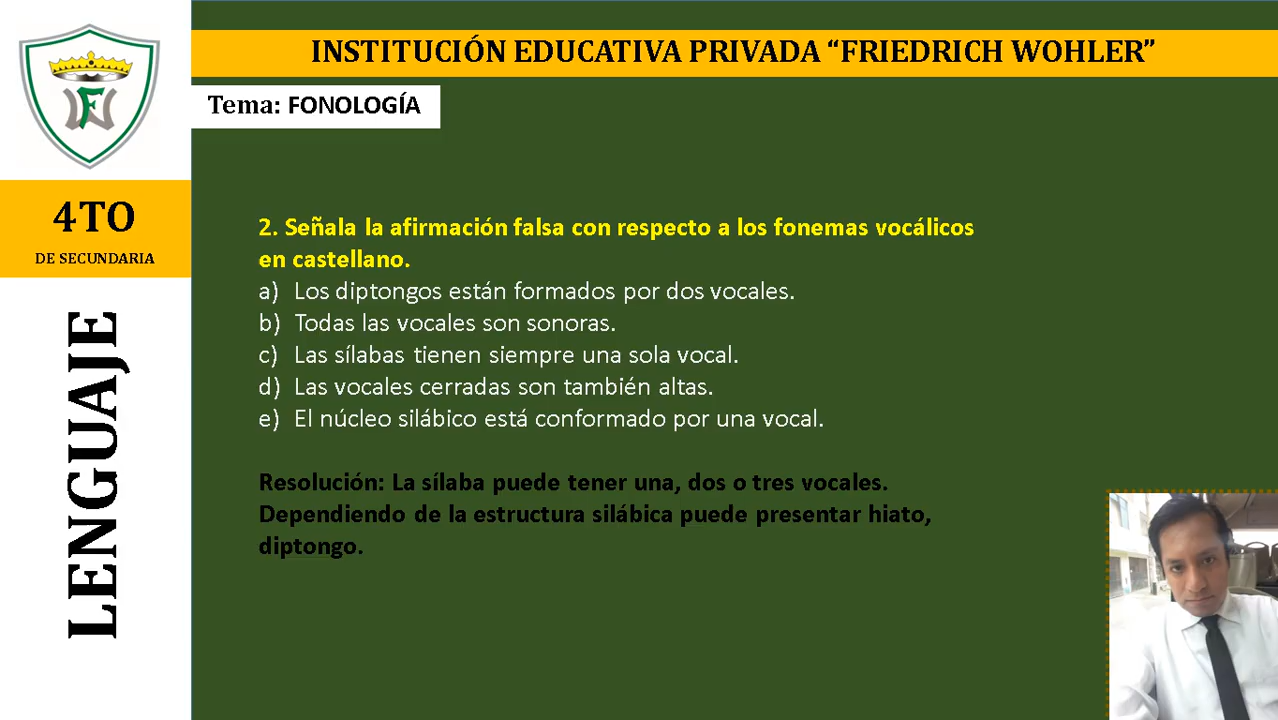 INSTITUCIÓN EDUCATIVA PRIVADA “FRIEDRICH WOHLER”
Tema: FONOLOGÍA
4TO
DE SECUNDARIA
LENGUAJE
2. Señala la afirmación falsa con respecto a los fonemas vocálicos
en castellano.
a) Los diptongos están formados por dos vocales.
b) Todas las vocales son sonoras.
c) Las sílabas tienen siempre una sola vocal.
d) Las vocales cerradas son también altas.
e) El núcleo silábico está conformado por una vocal.
Resolución: La sílaba puede tener una, dos o tres vocales.
Dependiendo de la estructura silábica puede presentar hiato,
diptongo.